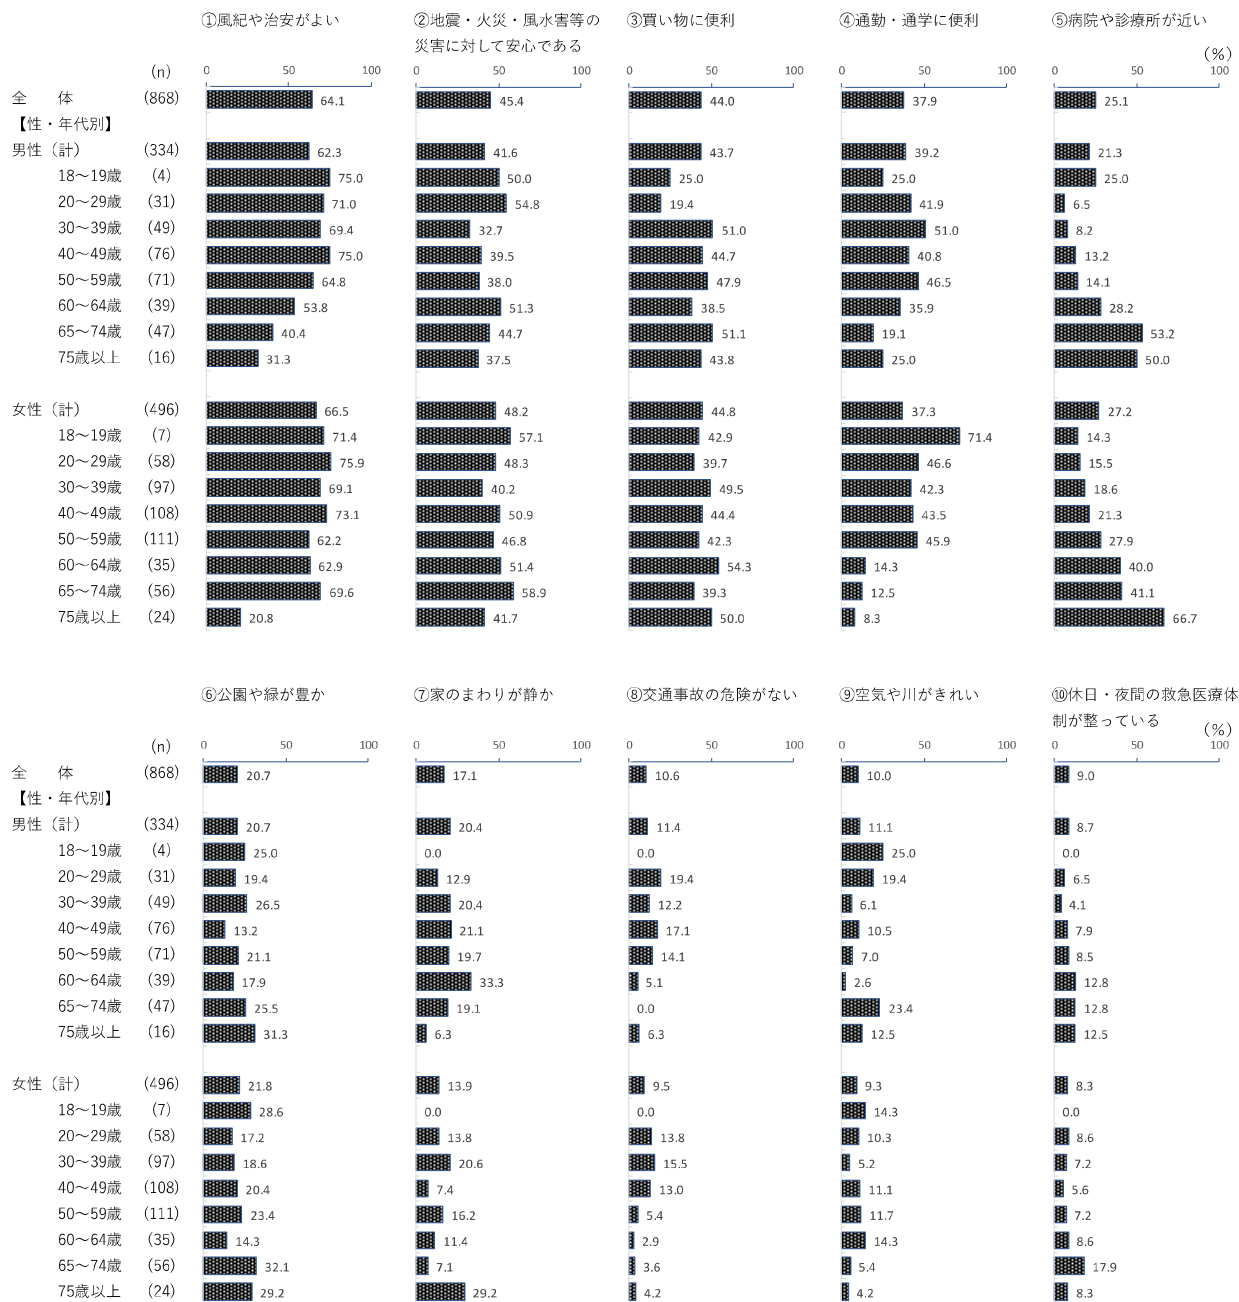 ①風紀や治安がよい ②地震・火災・風水害等の ③買い物に便利 ④通勤・通学に便利 ⑤病院や診療所が近い
災害に対して安心である (%)
(n) 0 50 100 0 50 100 0 50 100 0 50 100 0 50 100
全 体 (868) 64.1 45.4 44.0 37.9 25.1
【性・年代別】
男性(計) (334) 62.3 41.6 43.7 39.2 21.3
18～19歳 (4) 75.0 50.0 25.0 25.0 25.0
20～29歳 (31) 71.0 54.8 19.4 41.9 6.5
30～39歳 (49) 69.4 32.7 51.0 51.0 8.2
40～49歳 (76) 75.0 39.5 44.7 40.8 13.2
50～59歳 (71) 64.8 38.0 47.9 46.5 14.1
60～64歳 (39) 53.8 51.3 38.5 35.9 28.2
65～74歳 (47) 40.4 44.7 51.1 19.1 53.2
75歳以上 (16) 31.3 37.5 43.8 25.0 50.0
女性(計) (496) 66.5 48.2 44.8 37.3 27.2
18～19歳 (7) 71.4 57.1 42.9 71.4 14.3
20～29歳 (58) 75.9 48.3 39.7 46.6 15.5
30～39歳 (97) 69.1 40.2 49.5 42.3 18.6
40～49歳 (108) 73.1 50.9 44.4 43.5 21.3
50～59歳 (111) 62.2 46.8 42.3 45.9 27.9
60～64歳 (35) 62.9 51.4 54.3 14.3 40.0
65～74歳 (56) 69.6 58.9 39.3 12.5 41.1
75歳以上 (24) 20.8 41.7 50.0 8.3 66.7
⑥公園や緑が豊か ⑦家のまわりが静か ⑧交通事故の危険がない ⑨空気や川がきれい ⑩休日・夜間の救急医療体
制が整っている (%)
(n) 0 50 100 0 50 100 0 50 100 0 50 100 0 50 100
全 体 (868) 20.7 17.1 10.6 10.0 9.0
【性・年代別】
男性(計) (334) 20.7 20.4 11.4 11.1 8.7
18～19歳 (4) 25.0 0.0 0.0 25.0 0.0
20～29歳 (31) 19.4 12.9 19.4 19.4 6.5
30～39歳 (49) 26.5 20.4 12.2 6.1 4.1
40～49歳 (76) 13.2 21.1 17.1 10.5 7.9
50～59歳 (71) 21.1 19.7 14.1 7.0 8.5
60～64歳 (39) 17.9 33.3 5.1 2.6 12.8
65～74歳 (47) 25.5 19.1 0.0 23.4 12.8
75歳以上 (16) 31.3 6.3 6.3 12.5 12.5
女性(計) (496) 21.8 13.9 9.5 9.3 8.3
18～19歳 (7) 28.6 0.0 0.0 14.3 0.0
20～29歳 (58) 17.2 13.8 13.8 10.3 8.6
30～39歳 (97) 18.6 20.6 15.5 5.2 7.2
40～49歳 (108) 20.4 7.4 13.0 11.1 5.6
50～59歳 (111) 23.4 16.2 5.4 11.7 7.2
60～64歳 (35) 14.3 11.4 2.9 14.3 8.6
65～74歳 (56) 32.1 7.1 3.6 5.4 17.9
75歳以上 (24) 29.2 29.2 4.2 4.2 8.3